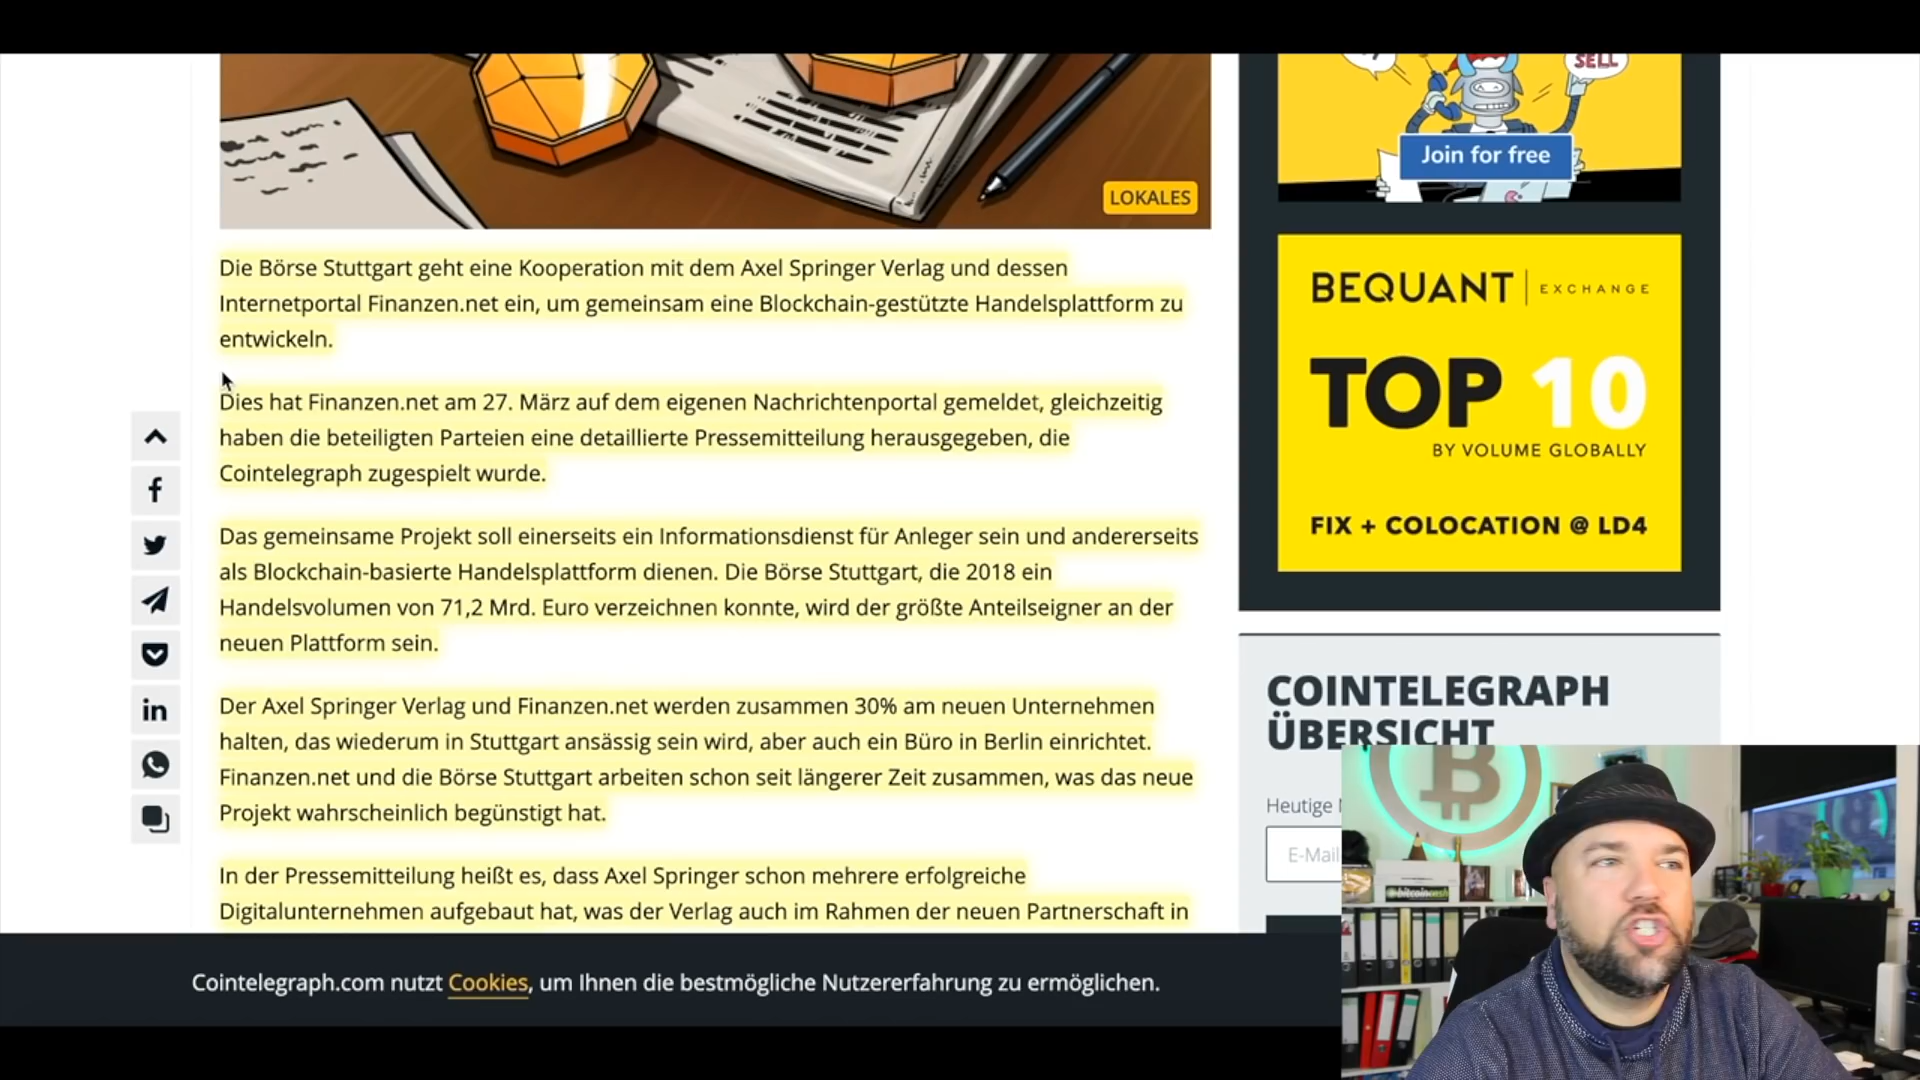 SELL
Join for free
LOKALES
Die Börse Stuttgart geht eine Kooperation mit dem Axel Springer Verlag und dessen
Internetportal Finanzen.net ein, um gemeinsam eine Blockchain-gestützte Handelsplattform zu
entwickeln.
Dies hat Finanzen.net am 27. März auf dem eigenen Nachrichtenportal gemeldet, gleichzeitig
haben die beteiligten Parteien eine detaillierte Pressemitteilung herausgegeben, die
Cointelegraph zugespielt wurde.
Das gemeinsame Projekt soll einerseits ein Informationsdienst für Anleger sein und andererseits
als Blockchain-basierte Handelsplattform dienen. Die Börse Stuttgart, die 2018 ein
Handelsvolumen von 71,2 Mrd. Euro verzeichnen konnte, wird der größte Anteilseigner an der
neuen Plattform sein.
Der Axel Springer Verlag und Finanzen.net werden zusammen 30% am neuen Unternehmen
halten, das wiederum in Stuttgart ansässig sein wird, aber auch ein Büro in Berlin einrichtet.
Finanzen.net und die Börse Stuttgart arbeiten schon seit längerer Zeit zusammen, was das neue
Projekt wahrscheinlich begünstigt hat.
In der Pressemitteilung heißt es, dass Axel Springer schon mehrere erfolgreiche
Digitalunternehmen aufgebaut hat, was der Verlag auch im Rahmen der neuen Partnerschaft in
BEQUANT EXCHANGE
TOP 10
BY VOLUME GLOBALLY
FIX + COLOCATION @ LD4
COINTELEGRAPH
ÜBERSICHT
Heutige
E-Mail
bitcoincash
Cointelegraph.com nutzt Cookies, um Ihnen die bestmögliche Nutzererfahrung zu ermöglichen.